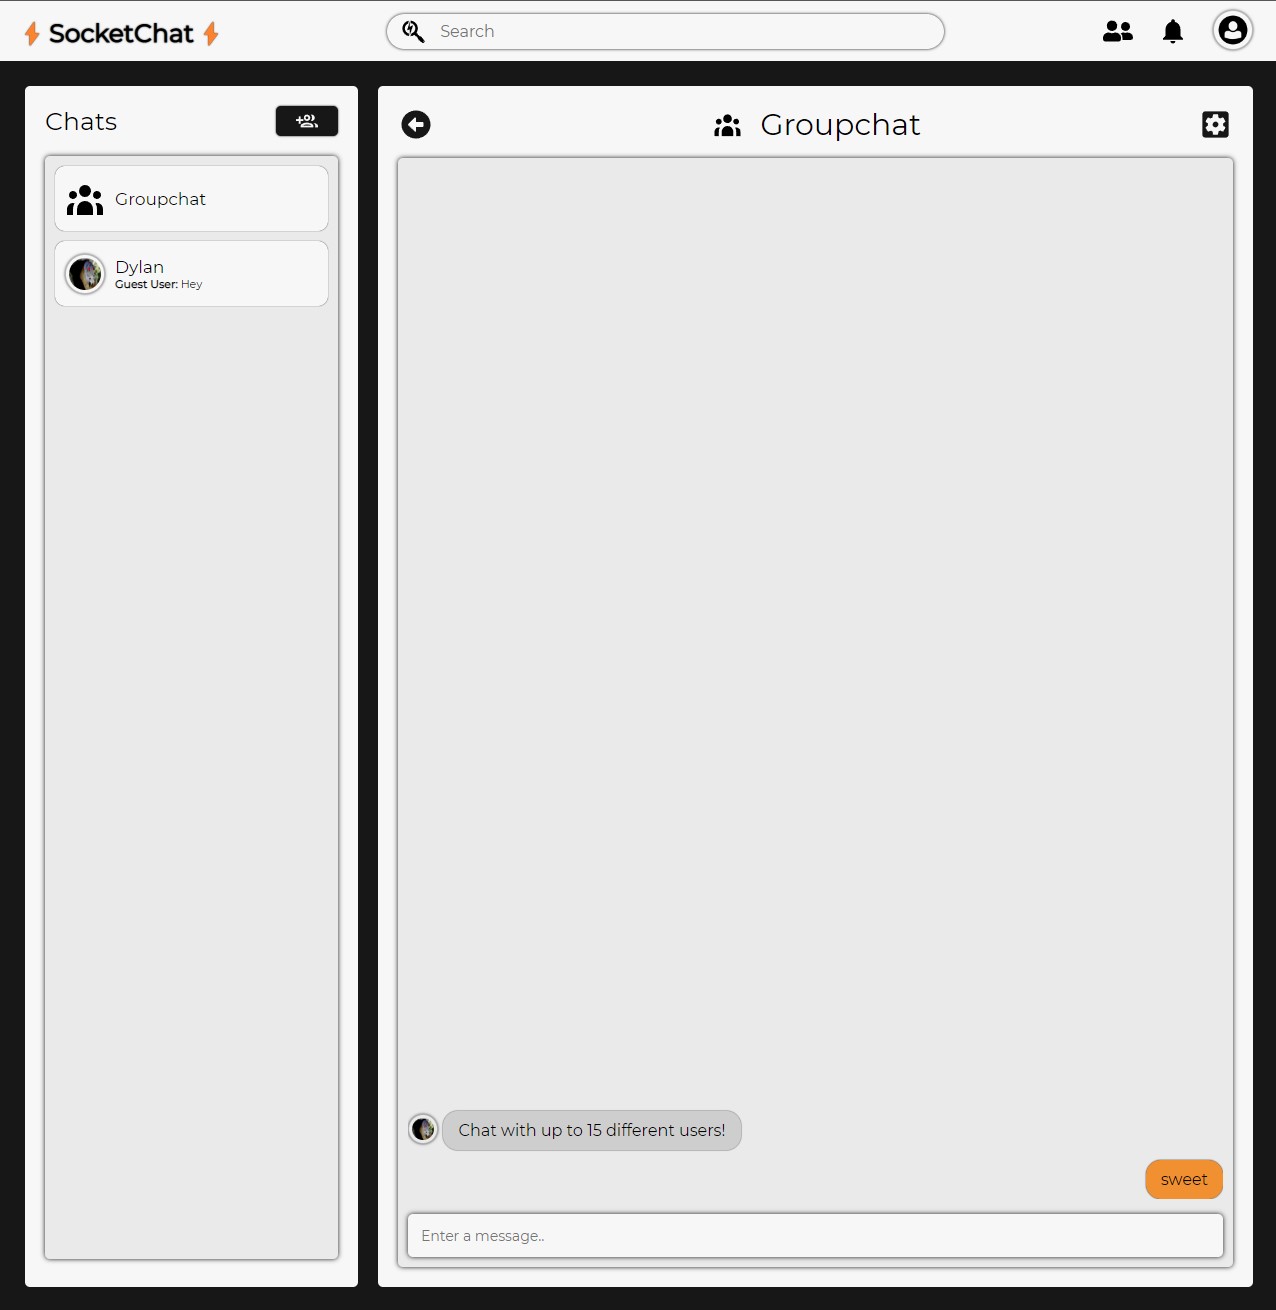 SocketChat
Search
Chats
Groupchat
Groupchat
Dylan
Guest User: Hey
Chat with up to 15 different users!
sweet
Enter a message..